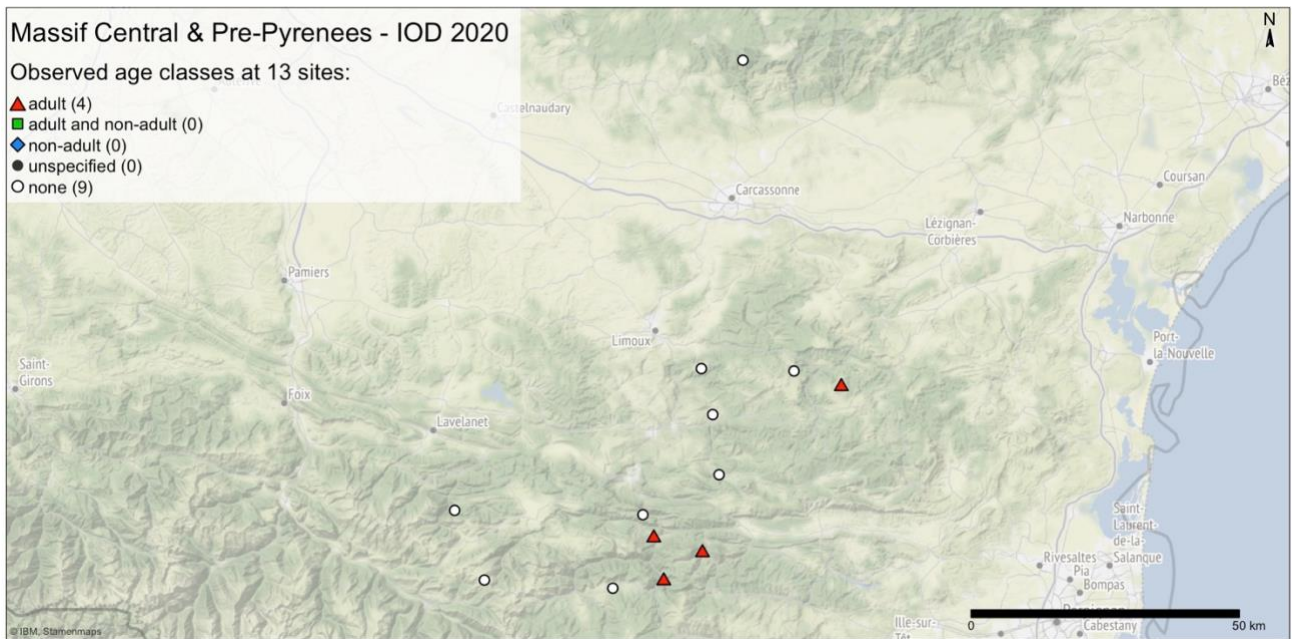 Massif Central & Pre-Pyrenees - IOD 2020
Observed age classes at 13 sites:
adult (4)
adult and non-adult (0)
non-adult (0)
unspecified (0)
none (9)
N
Castelnaudary
Béz
Carcassonne
Coursan
Lézignan-
Corbières
Narbonne
Pamiers
Limoux
Port-
la-Nouvelle
Saint-
Girons
Foix
Lavelanet
Saint-
Laurent-
de-la-
Salanque
Rivesaltes
Pia
Bompas
Perpignan
Cabestany
Ille-sur-
Têt
0
50 km
© IBM, Stamenmaps